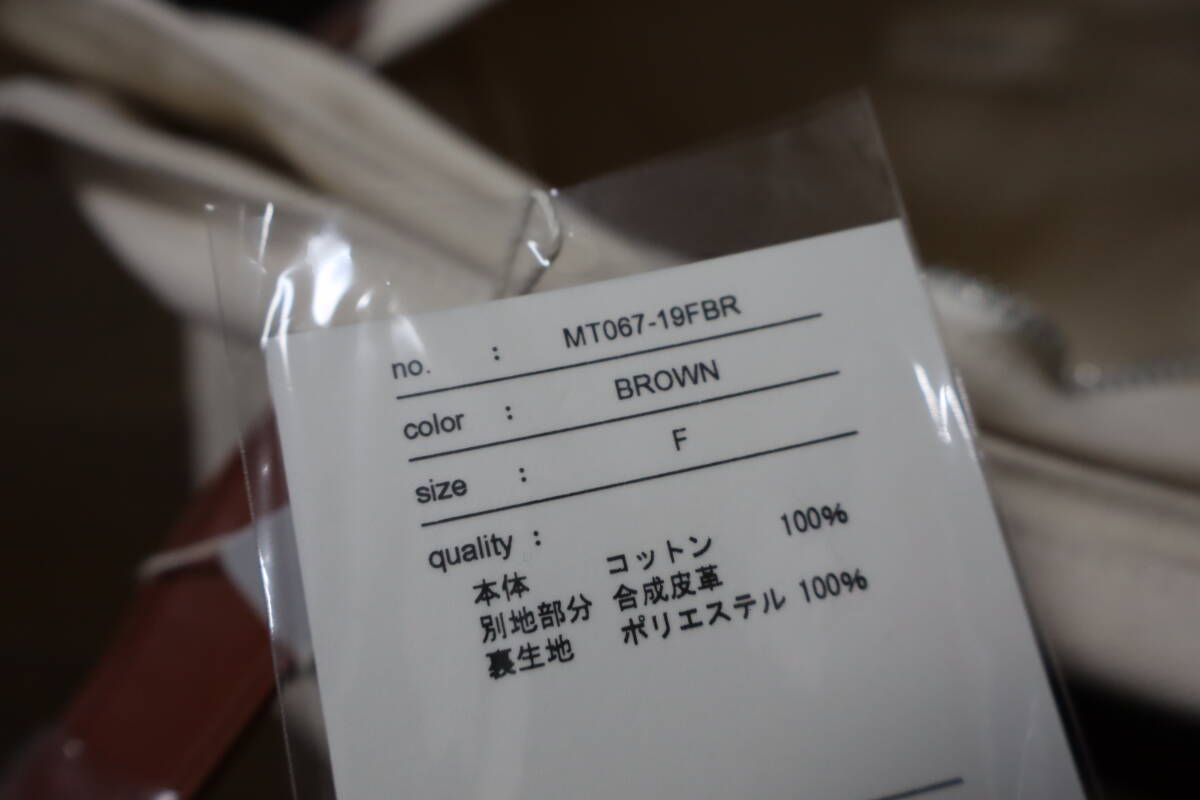 no. : MT067-19FBR
color : BROWN
size : F
quality :
本体 コットン 100%
別地部分 合成皮革
裏生地 ポリエステル 100%